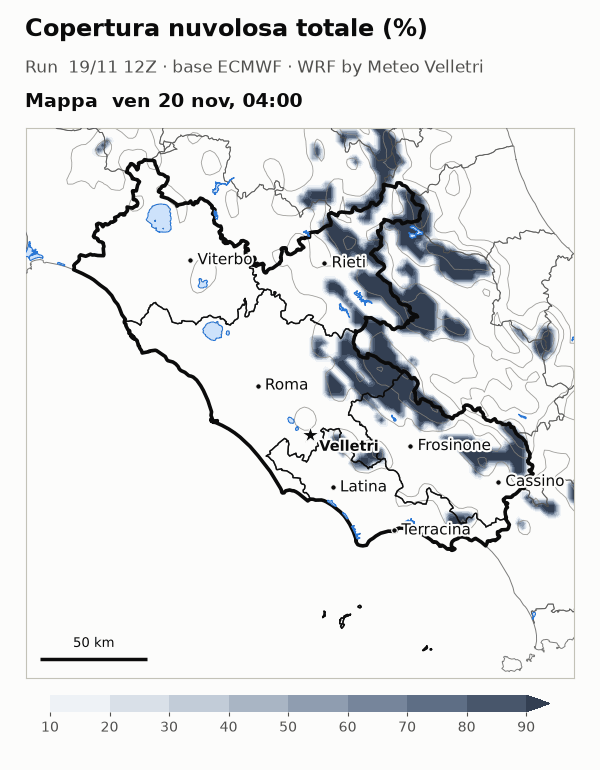 Copertura nuvolosa totale (%)
Run  19/11 12Z · base ECMWF · WRF by Meteo Velletri
Mappa  ven 20 nov, 04:00
Viterbo
Rieti
Roma
Velletri
Frosinone
Latina
Cassino
Terracina
50 km
10 20 30 40 50 60 70 80 90